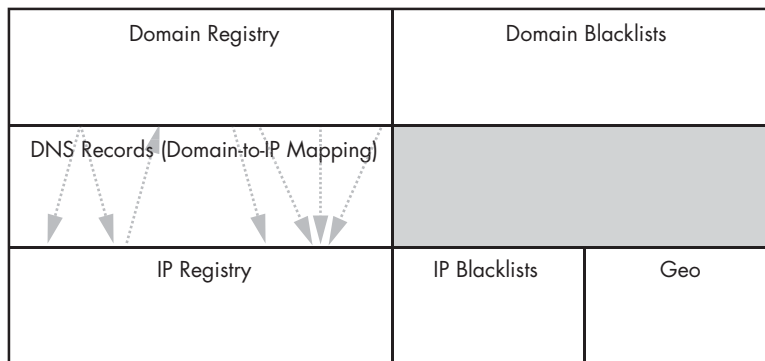 Domain Registry
Domain Blacklists
DNS Records (Domain-to-IP Mapping)
IP Registry
IP Blacklists
Geo